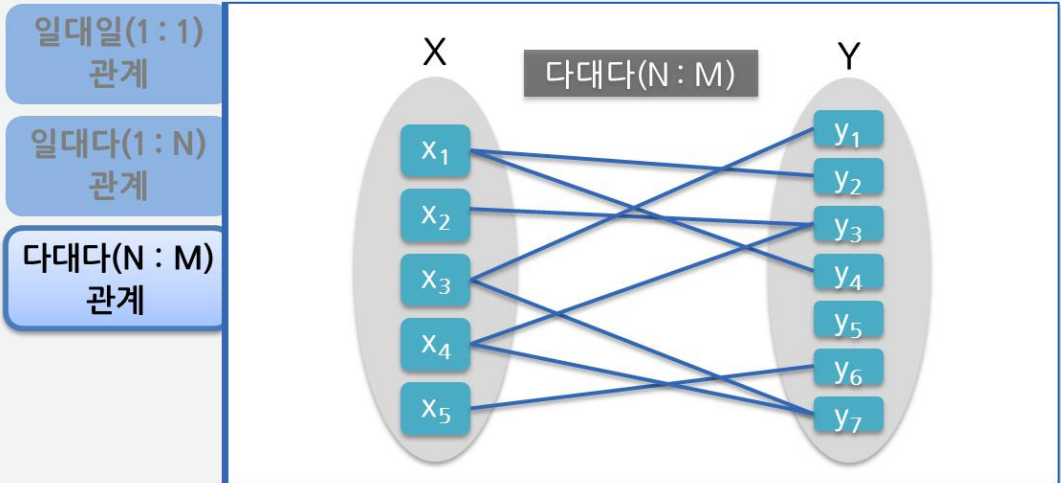 일대일(1 : 1)
관계
일대다(1 : N)
관계
다대다(N : M)
관계
X
다대다(N : M)
Y
x₁
x₂
x₃
x₄
x₅
y₁
y₂
y₃
y₄
y₅
y₆
y₇